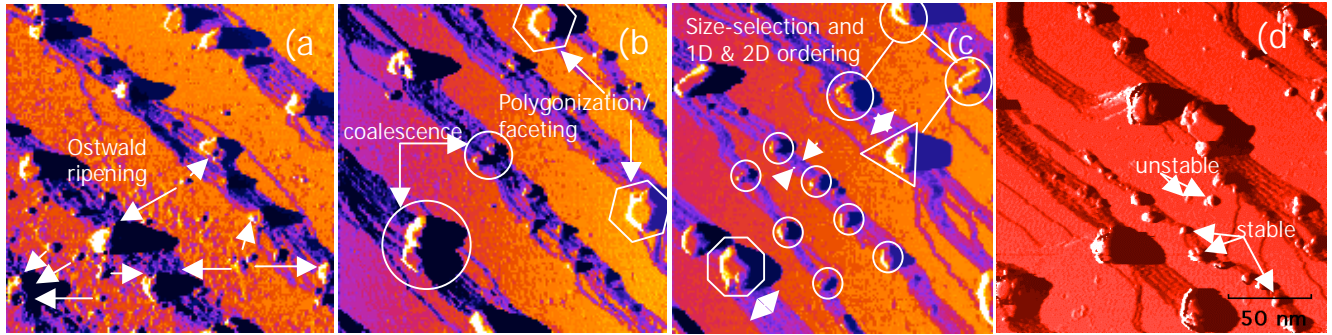 (a
Ostwald
ripening
(b
Polygonization/
faceting
coalescence
Size-selection and
1D & 2D ordering
(c
(d
unstable
stable
50 nm